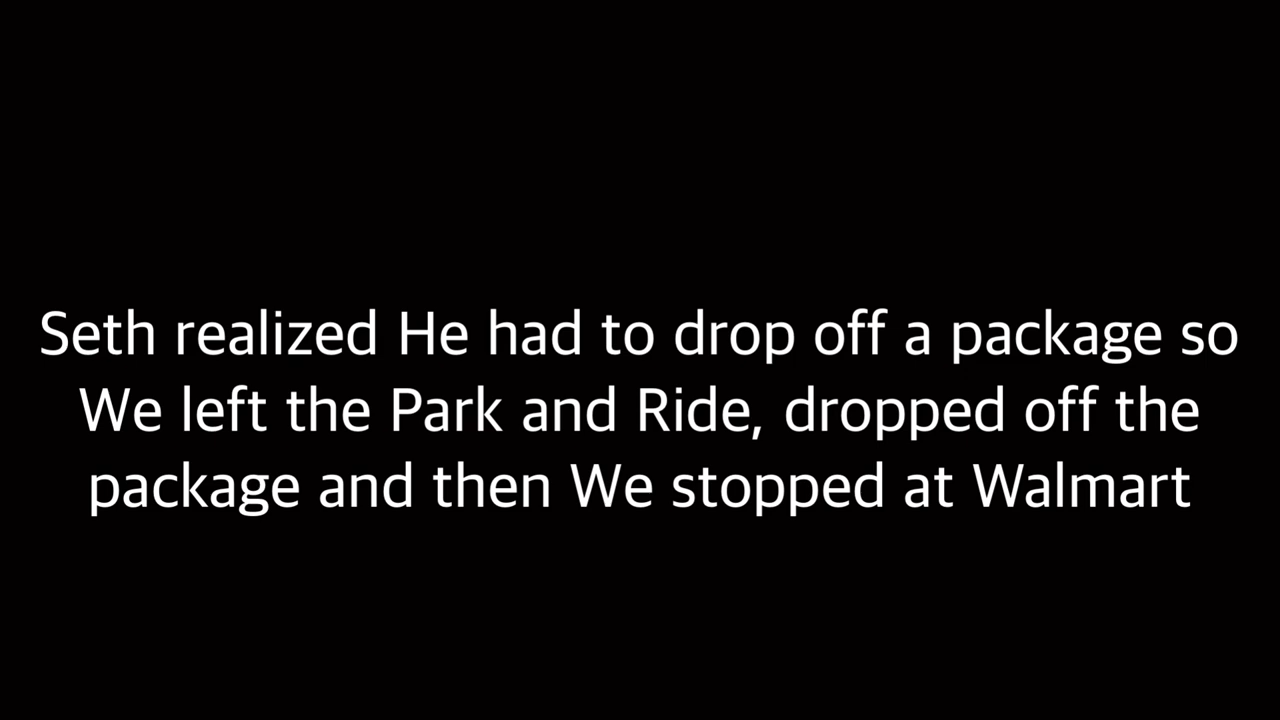 Seth realized He had to drop off a package so
We left the Park and Ride, dropped off the
package and then We stopped at Walmart